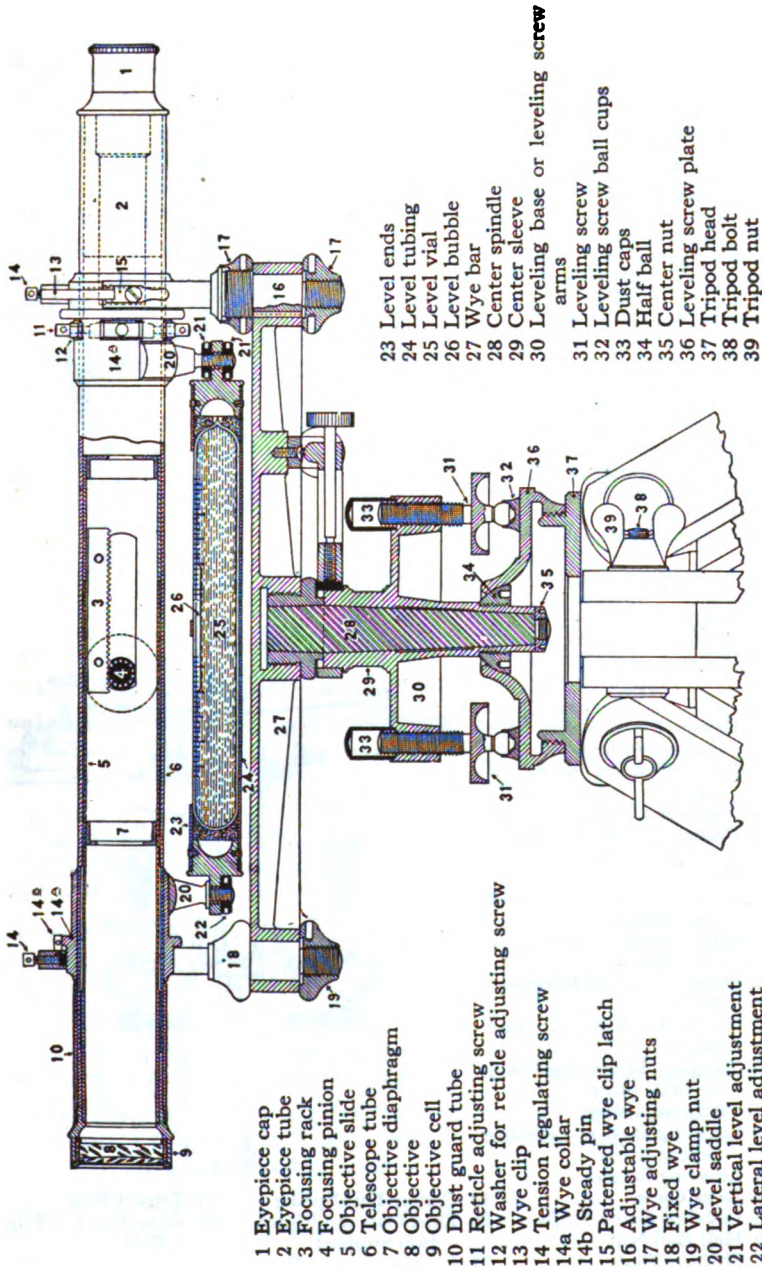 14
13
15
11
12
14a
20
21
17
16
17
21
1
2
3
4
5
6
7
14
14b
14a
10
8
9
20
22
18
19
23
24
25
26
27
28
29
30
33
33
31
31
32
34
35
36
37
38
39
1 Eyepiece cap
2 Eyepiece tube
3 Focusing rack
4 Focusing pinion
5 Objective slide
6 Telescope tube
7 Objective diaphragm
8 Objective
9 Objective cell
10 Dust guard tube
11 Reticle adjusting screw
12 Washer for reticle adjusting screw
13 Wye clip
14 Tension regulating screw
14a Wye collar
14b Steady pin
15 Patented wye clip latch
16 Adjustable wye
17 Wye adjusting nuts
18 Fixed wye
19 Wye clamp nut
20 Level saddle
21 Vertical level adjustment
22 Lateral level adjustment
23 Level ends
24 Level tubing
25 Level vial
26 Level bubble
27 Wye bar
28 Center spindle
29 Center sleeve
30 Leveling base or leveling screw
arms
31 Leveling screw
32 Leveling screw ball cups
33 Dust caps
34 Half ball
35 Center nut
36 Leveling screw plate
37 Tripod head
38 Tripod bolt
39 Tripod nut